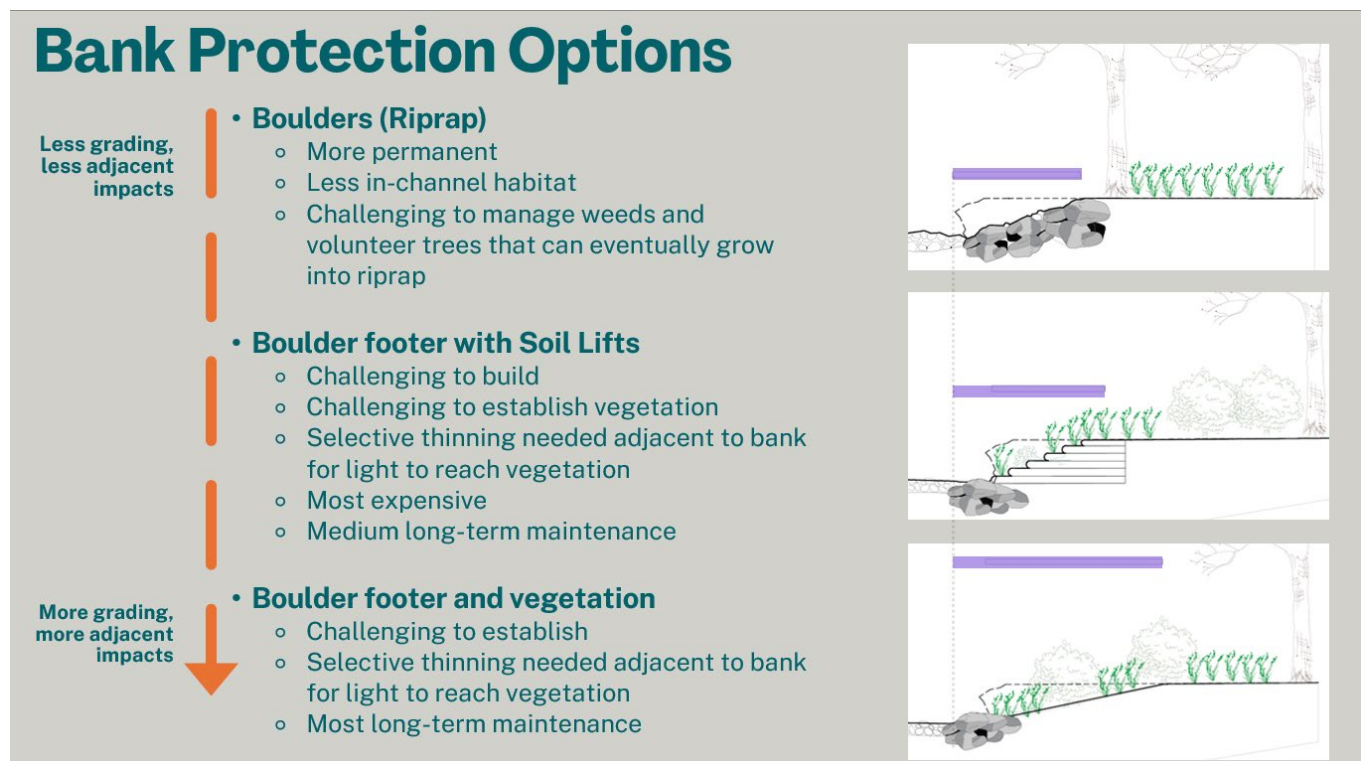 Bank Protection Options
Less grading,
less adjacent
impacts
• Boulders (Riprap)
◦ More permanent
◦ Less in-channel habitat
◦ Challenging to manage weeds and
volunteer trees that can eventually grow
into riprap
• Boulder footer with Soil Lifts
◦ Challenging to build
◦ Challenging to establish vegetation
◦ Selective thinning needed adjacent to bank
for light to reach vegetation
◦ Most expensive
◦ Medium long-term maintenance
More grading,
more adjacent
impacts
• Boulder footer and vegetation
◦ Challenging to establish
◦ Selective thinning needed adjacent to bank
for light to reach vegetation
◦ Most long-term maintenance